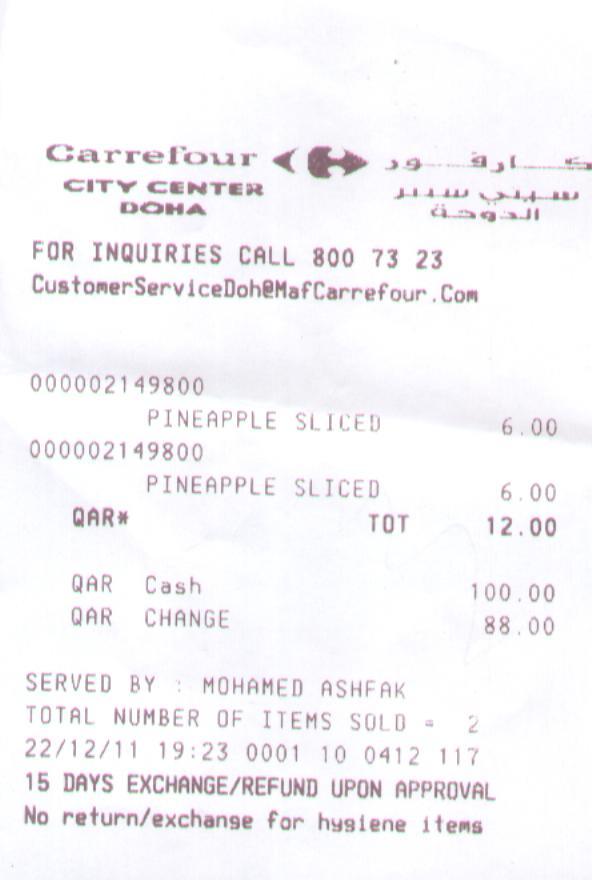 Carrefour كارفور
CITY CENTER سيتي سنتر
DOHA الدوحة
FOR INQUIRIES CALL 800 73 23
CustomerServiceDoh@MafCarrefour.Com
000002149800
PINEAPPLE SLICED 6.00
000002149800
PINEAPPLE SLICED 6.00
QAR* TOT 12.00
QAR Cash 100.00
QAR CHANGE 88.00
SERVED BY : MOHAMED ASHFAK
TOTAL NUMBER OF ITEMS SOLD = 2
22/12/11 19:23 0001 10 0412 117
15 DAYS EXCHANGE/REFUND UPON APPROVAL
No return/exchange for hygiene items